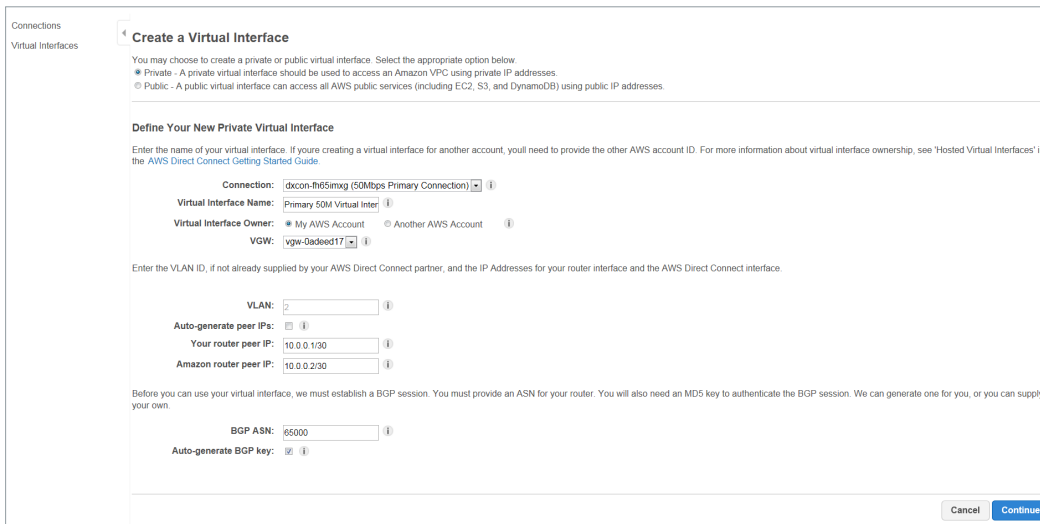 Connections
Virtual Interfaces
Create a Virtual Interface
You may choose to create a private or public virtual interface. Select the appropriate option below.
Private - A private virtual interface should be used to access an Amazon VPC using private IP addresses.
Public - A public virtual interface can access all AWS public services (including EC2, S3, and DynamoDB) using public IP addresses.
Define Your New Private Virtual Interface
Enter the name of your virtual interface. If youre creating a virtual interface for another account, youll need to provide the other AWS account ID. For more information about virtual interface ownership, see 'Hosted Virtual Interfaces' i
the AWS Direct Connect Getting Started Guide.
Connection: dxcon-fh65imxg (50Mbps Primary Connection)
Virtual Interface Name: Primary 50M Virtual Inter
Virtual Interface Owner: My AWS Account Another AWS Account
VGW: vgw-0adeed17
Enter the VLAN ID, if not already supplied by your AWS Direct Connect partner, and the IP Addresses for your router interface and the AWS Direct Connect interface.
VLAN: 2
Auto-generate peer IPs:
Your router peer IP: 10.0.0.1/30
Amazon router peer IP: 10.0.0.2/30
Before you can use your virtual interface, we must establish a BGP session. You must provide an ASN for your router. You will also need an MD5 key to authenticate the BGP session. We can generate one for you, or you can supply
your own.
BGP ASN: 65000
Auto-generate BGP key:
Cancel Continue